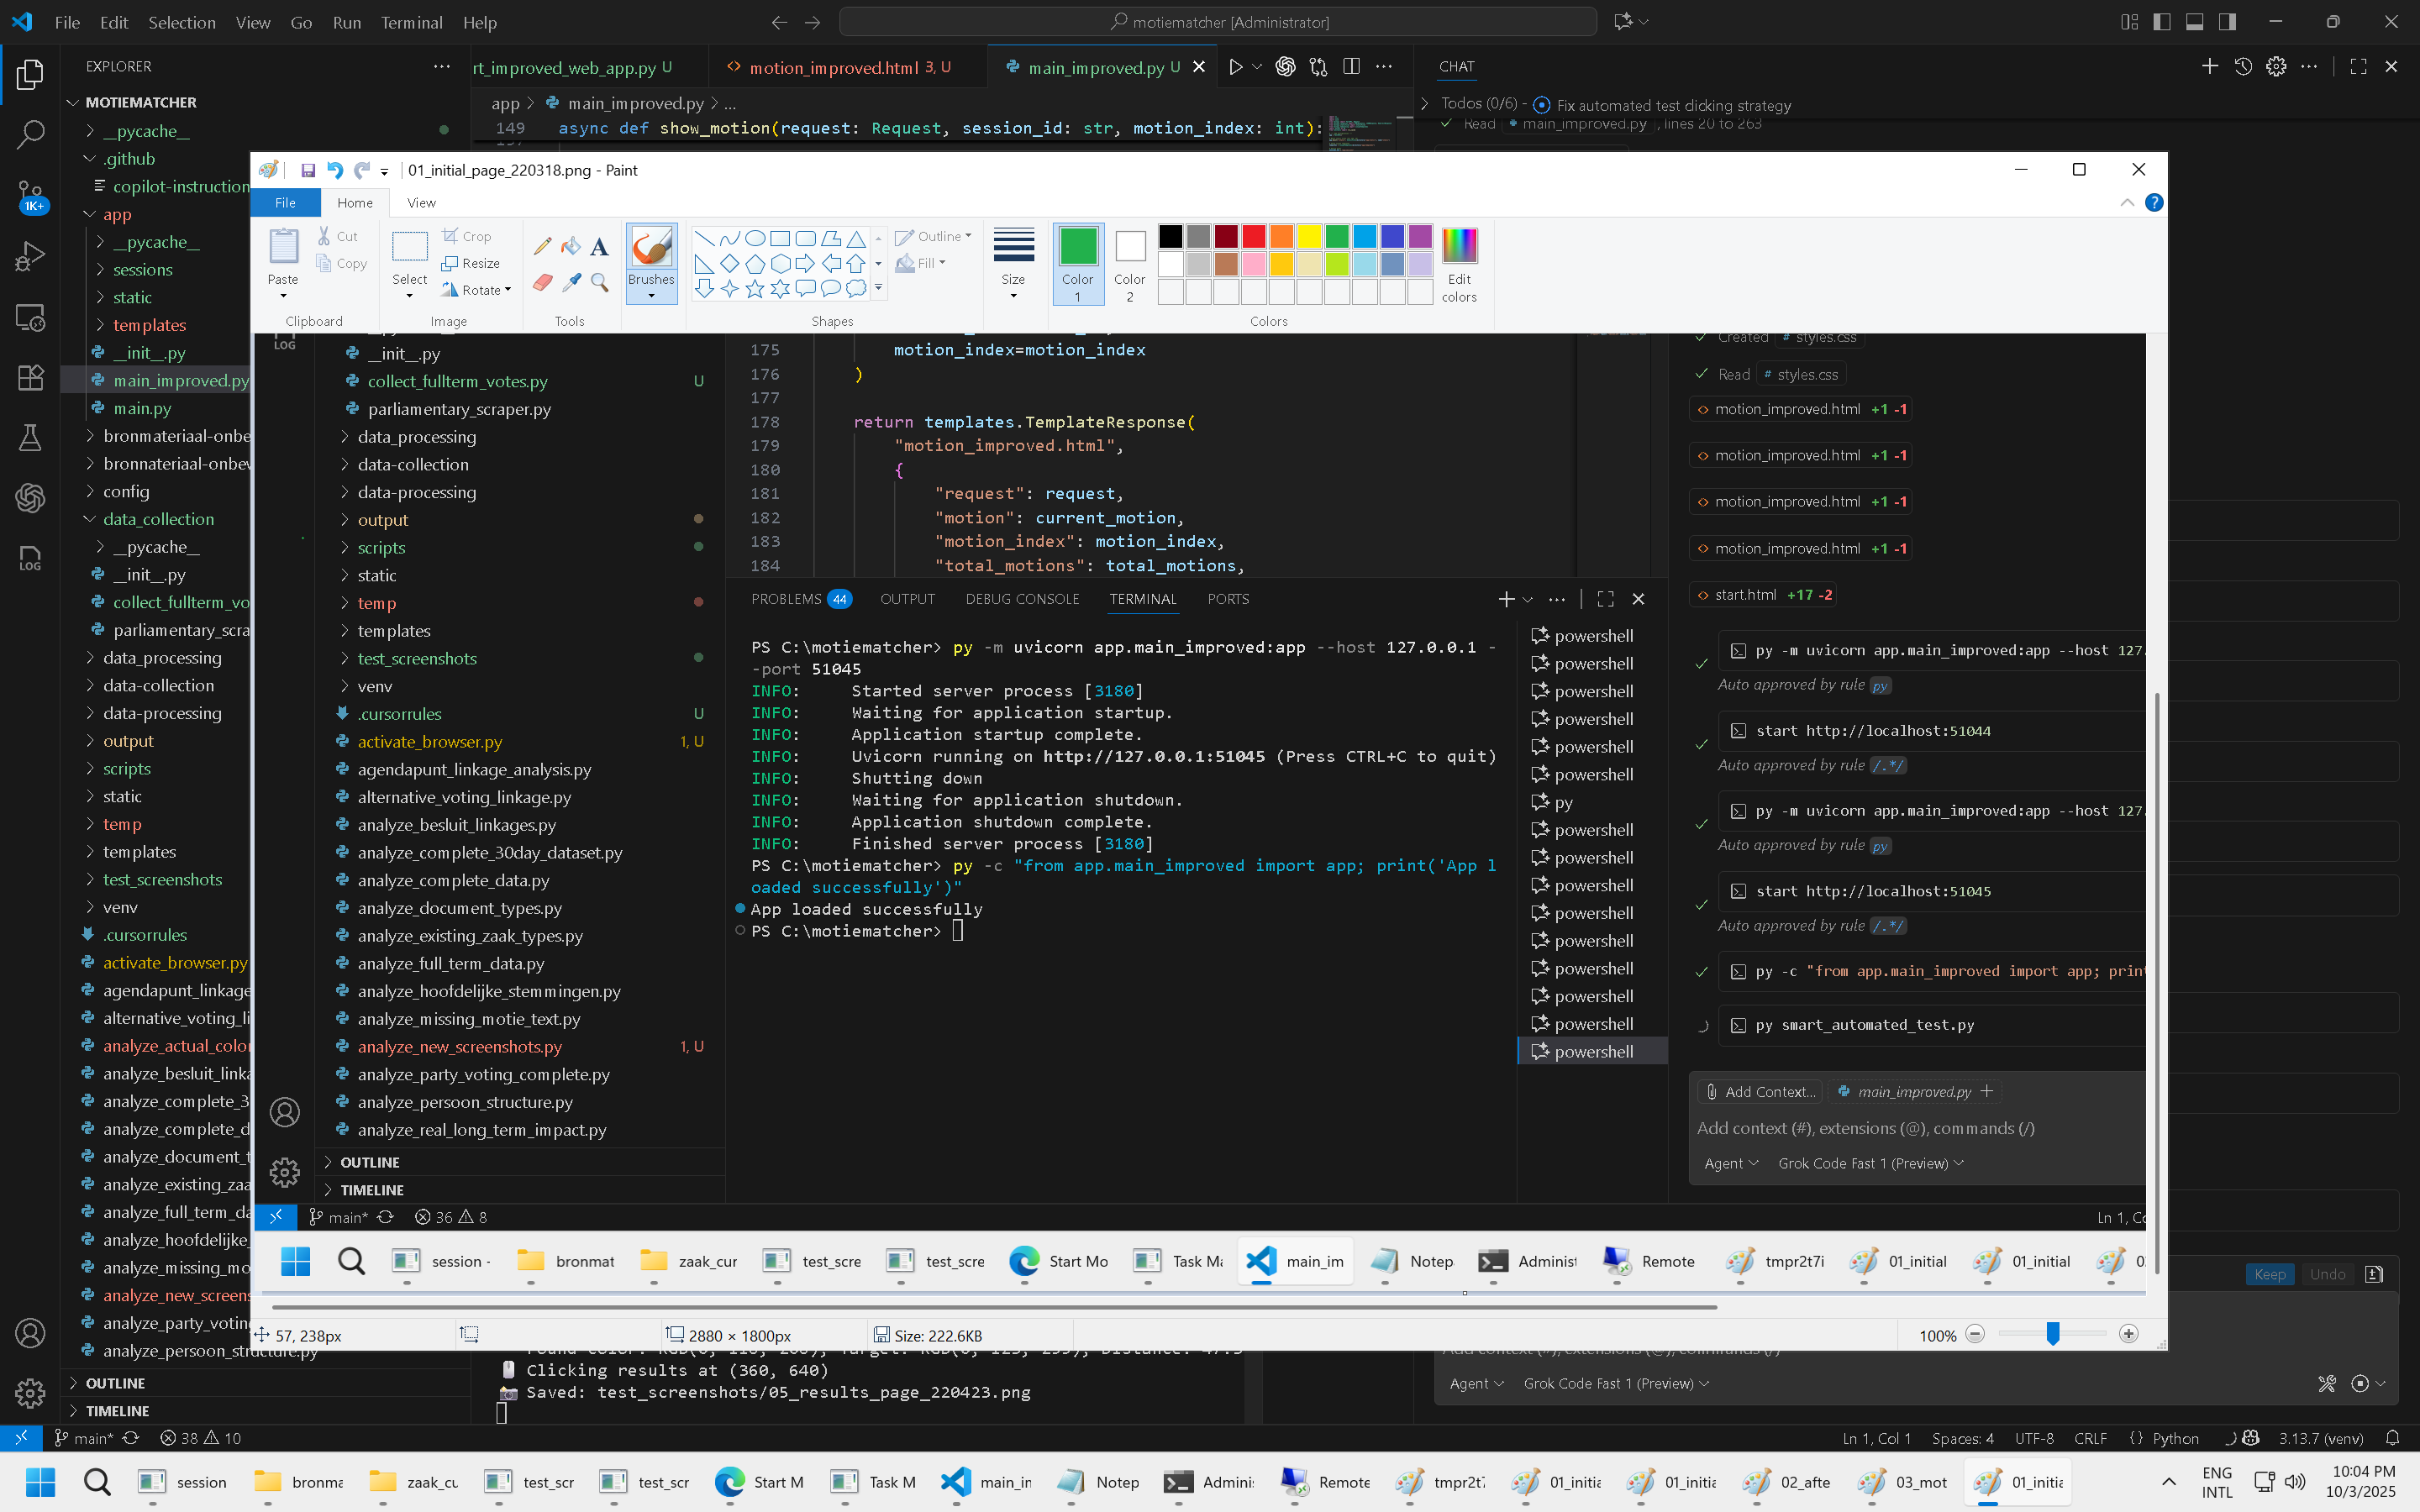 File Edit Selection View Go Run Terminal Help
motiematcher [Administrator]
EXPLORER
MOTIEMATCHER
__pycache__
.github
copilot-instruction
app
__pycache__
sessions
static
templates
__init__.py
main_improved.py
main.py
bronmateriaal-onbe
bronnateriaal-onbev
config
data_collection
__pycache__
__init__.py
collect_fullterm_vo
parliamentary_scra
data_processing
data-collection
data-processing
output
scripts
static
temp
templates
test_screenshots
venv
.cursorrules
activate_browser.py
agendapunt_linkage
alternative_voting_li
analyze_actual_color
analyze_besluit_linka
analyze_complete_3
analyze_complete_d
analyze_document_t
analyze_existing_zaa
analyze_full_term_da
analyze_hoofdelijke_
analyze_missing_mo
analyze_new_screens
analyze_party_voting
analyze_persoon_structure.py
OUTLINE
TIMELINE
1K+
LOG
rt_improved_web_app.py U
motion_improved.html 3, U
main_improved.py U
app > main_improved.py > ...
149 async def show_motion(request: Request, session_id: str, motion_index: int):
CHAT
Todos (0/6) - Fix automated test clicking strategy
Read main_improved.py , lines 20 to 263
01_initial_page_220318.png - Paint
File Home View
Paste
Cut
Copy
Clipboard
Select
Crop
Resize
Rotate
Image
Tools
Brushes
Shapes
Outline
Fill
Size
Color 1
Color 2
Edit colors
Colors
LOG
__init__.py
collect_fullterm_votes.py U
parliamentary_scraper.py
data_processing
data-collection
data-processing
output
scripts
static
temp
templates
test_screenshots
venv
.cursorrules U
activate_browser.py 1, U
agendapunt_linkage_analysis.py
alternative_voting_linkage.py
analyze_besluit_linkages.py
analyze_complete_30day_dataset.py
analyze_complete_data.py
analyze_document_types.py
analyze_existing_zaak_types.py
analyze_full_term_data.py
analyze_hoofdelijke_stemmingen.py
analyze_missing_motie_text.py
analyze_new_screenshots.py 1, U
analyze_party_voting_complete.py
analyze_persoon_structure.py
analyze_real_long_term_impact.py
OUTLINE
TIMELINE
175 motion_index=motion_index
176 )
177
178 return templates.TemplateResponse(
179 "motion_improved.html",
180 {
181 "request": request,
182 "motion": current_motion,
183 "motion_index": motion_index,
184 "total_motions": total_motions,
PROBLEMS 44 OUTPUT DEBUG CONSOLE TERMINAL PORTS
PS C:\motiematcher> py -m uvicorn app.main_improved:app --host 127.0.0.1 -
-port 51045
INFO: Started server process [3180]
INFO: Waiting for application startup.
INFO: Application startup complete.
INFO: Uvicorn running on http://127.0.0.1:51045 (Press CTRL+C to quit)
INFO: Shutting down
INFO: Waiting for application shutdown.
INFO: Application shutdown complete.
INFO: Finished server process [3180]
PS C:\motiematcher> py -c "from app.main_improved import app; print('App l
oaded successfully')"
App loaded successfully
PS C:\motiematcher>
powershell
powershell
powershell
powershell
powershell
powershell
py
powershell
powershell
powershell
powershell
powershell
powershell
powershell
powershell
powershell
Created styles.css
Read styles.css
motion_improved.html +1 -1
motion_improved.html +1 -1
motion_improved.html +1 -1
motion_improved.html +1 -1
start.html +17 -2
py -m uvicorn app.main_improved:app --host 127.
Auto approved by rule py
start http://localhost:51044
Auto approved by rule /.*/
py -m uvicorn app.main_improved:app --host 127.
Auto approved by rule py
start http://localhost:51045
Auto approved by rule /.*/
py -c "from app.main_improved import app; print
py smart_automated_test.py
Add Context... main_improved.py
Add context (#), extensions (@), commands (/)
Agent Grok Code Fast 1 (Preview)
main* 36 8
Ln 1, Co
session - bronmat zaak_cur test_scre test_scre Start Mo Task Ma main_im Notep Administ Remote tmpr2t7i 01_initial 01_initial 0
57, 238px
2880 × 1800px
Size: 222.6KB
100%
Keep Undo
Clicking results at (360, 640)
Saved: test_screenshots/05_results_page_220423.png
Add context (#), extensions (@), commands (/)
Agent Grok Code Fast 1 (Preview)
main* 38 10
Ln 1, Col 1 Spaces: 4 UTF-8 CRLF {} Python 3.13.7 (venv)
session bronma zaak_cu test_scr test_scr Start M Task M main_in Notep Adminis Remote tmpr2t7 01_initia 01_initia 02_afte 03_mot 01_initia
ENG
INTL
10:04 PM
10/3/2025